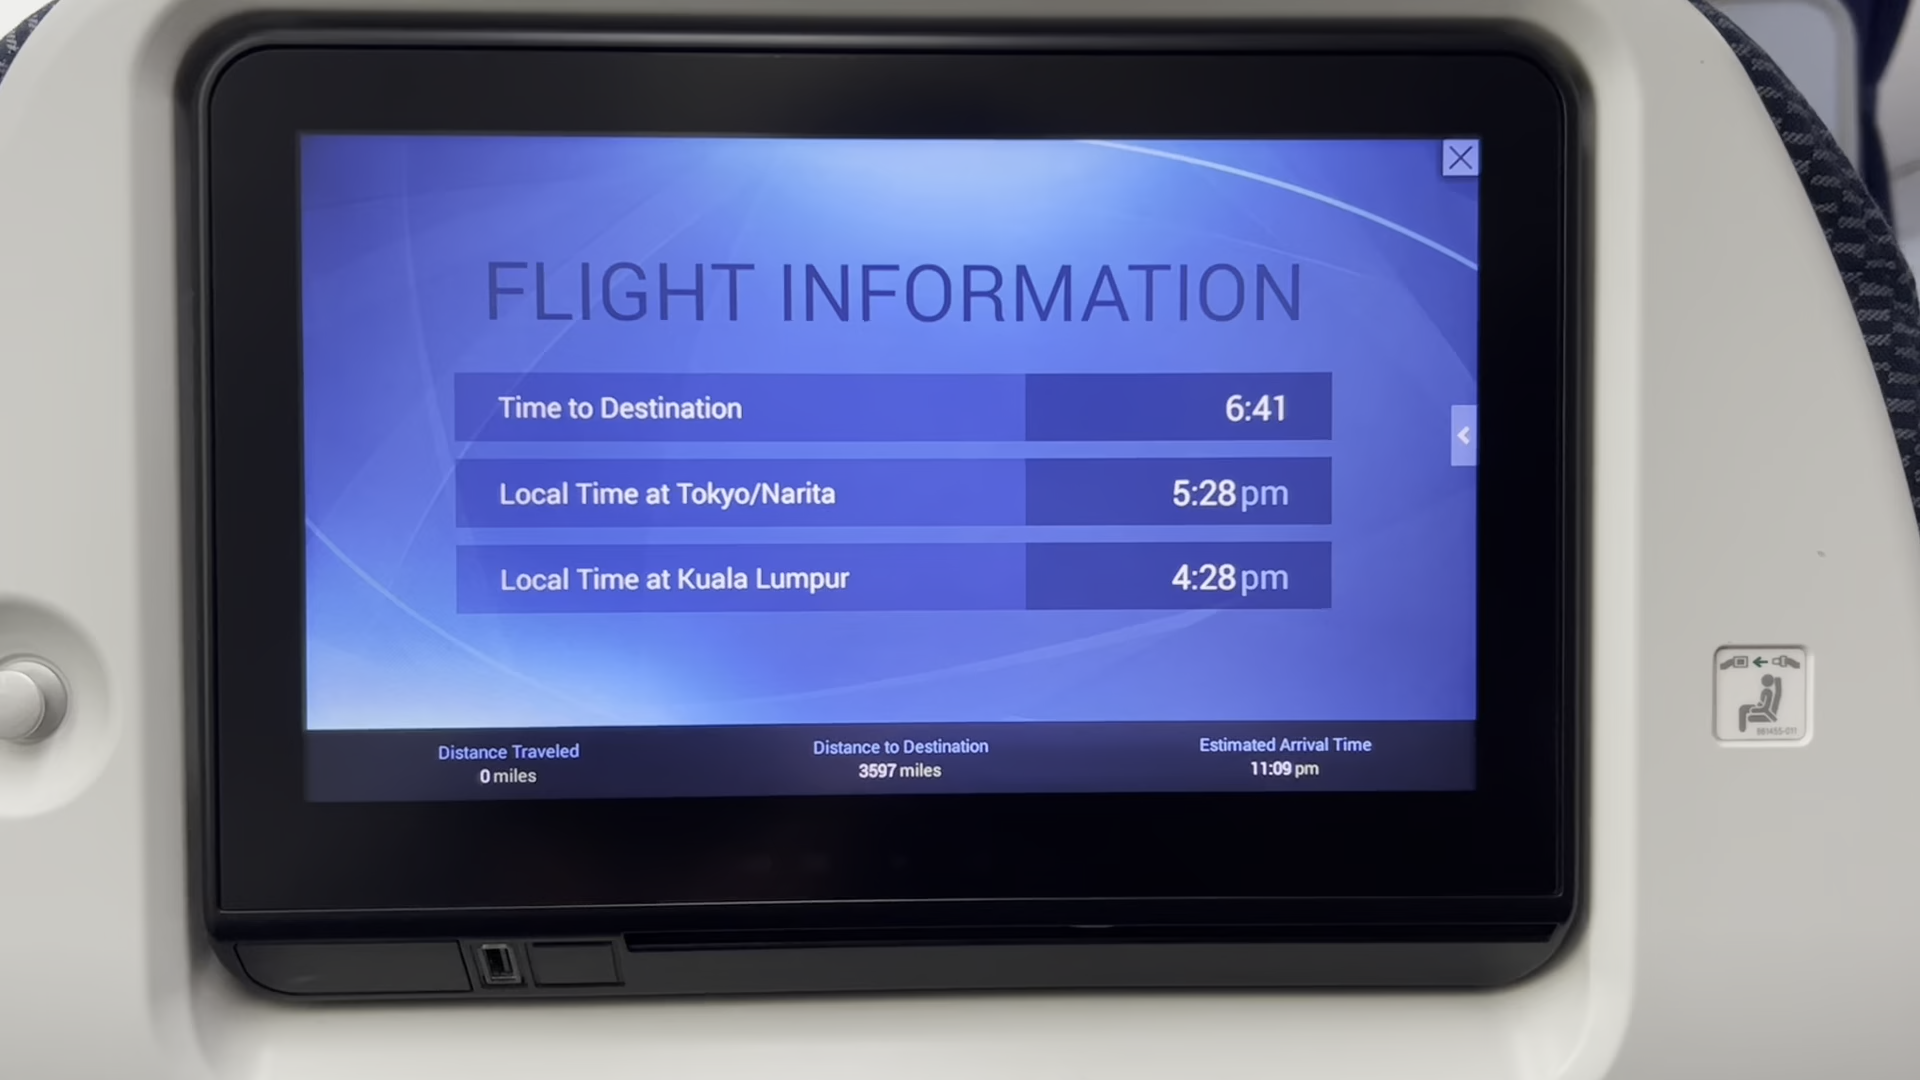 FLIGHT INFORMATION
Time to Destination 6:41
Local Time at Tokyo/Narita 5:28 pm
Local Time at Kuala Lumpur 4:28 pm
Distance Traveled
0 miles
Distance to Destination
3597 miles
Estimated Arrival Time
11:09 pm